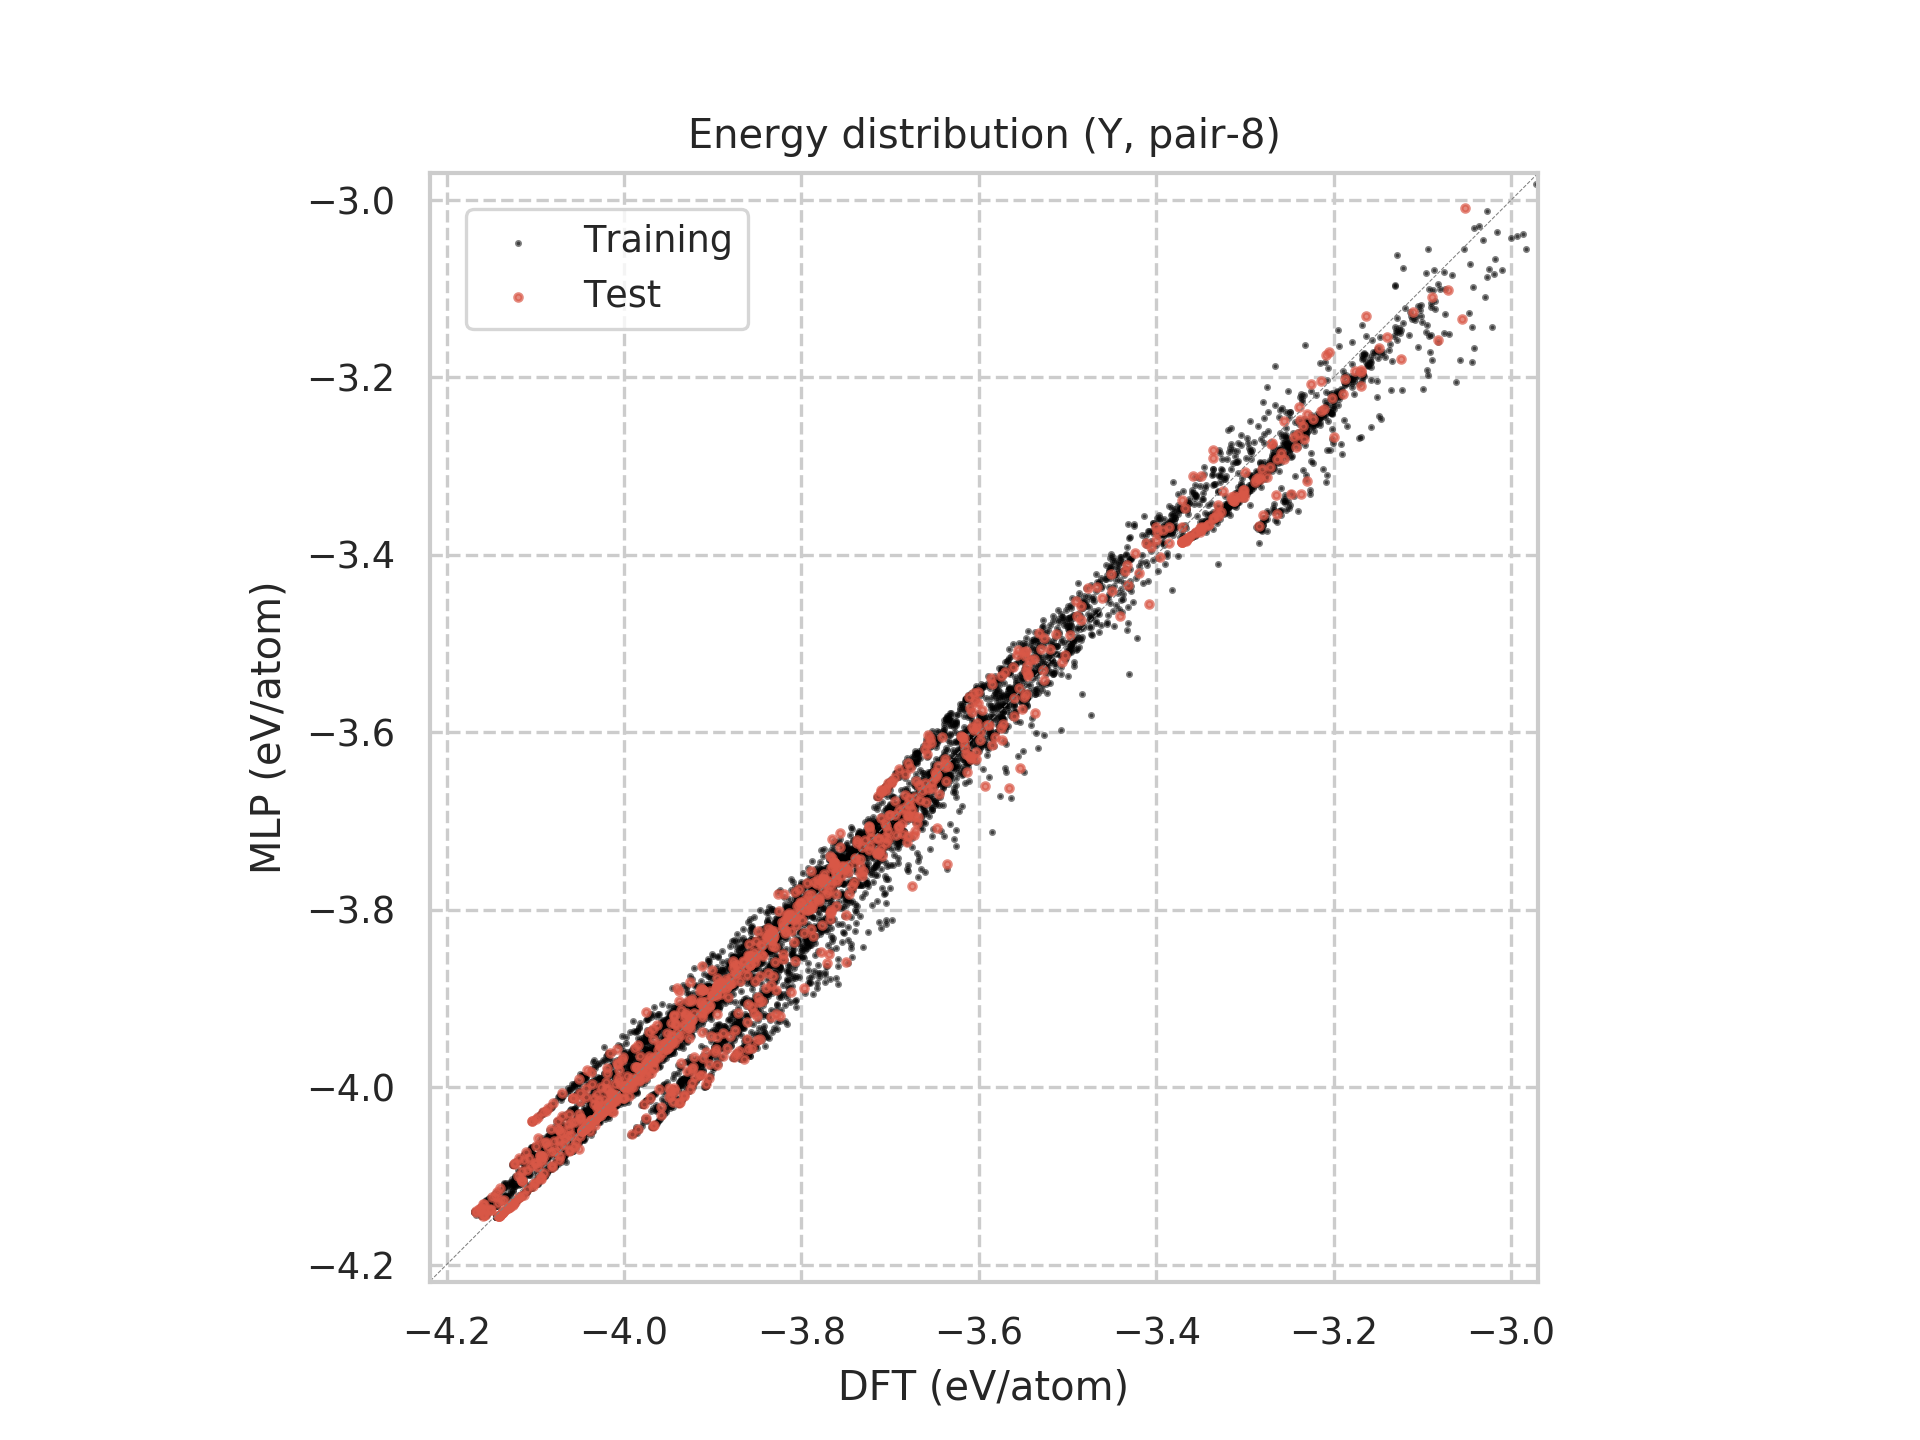 Energy distribution (Y, pair-8)
−3.0
Training
Test
−3.2
−3.4
−3.6
−3.8
−4.0
−4.2
MLP (eV/atom)
−4.2 −4.0 −3.8 −3.6 −3.4 −3.2 −3.0
DFT (eV/atom)